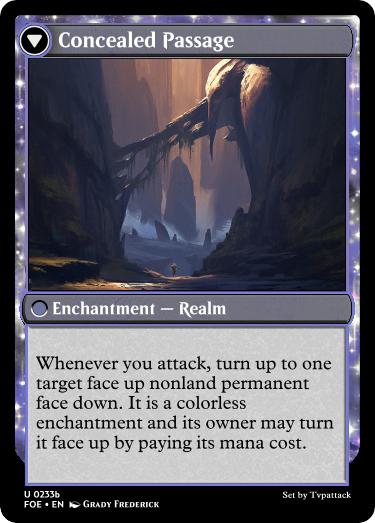 Concealed Passage
Enchantment — Realm
Whenever you attack, turn up to one
target face up nonland permanent
face down. It is a colorless
enchantment and its owner may turn
it face up by paying its mana cost.
U 0233b
FOE • EN Grady Frederick
Set by Tvpattack